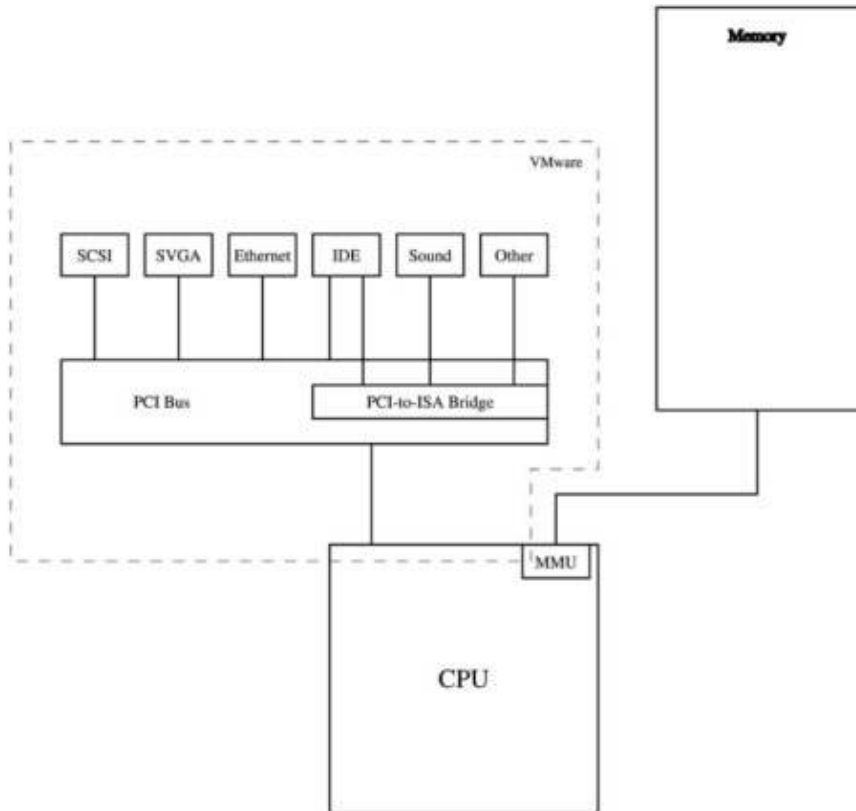 Memory
VMware
SCSI
SVGA
Ethernet
IDE
Sound
Other
PCI Bus
PCI-to-ISA Bridge
MMU
CPU